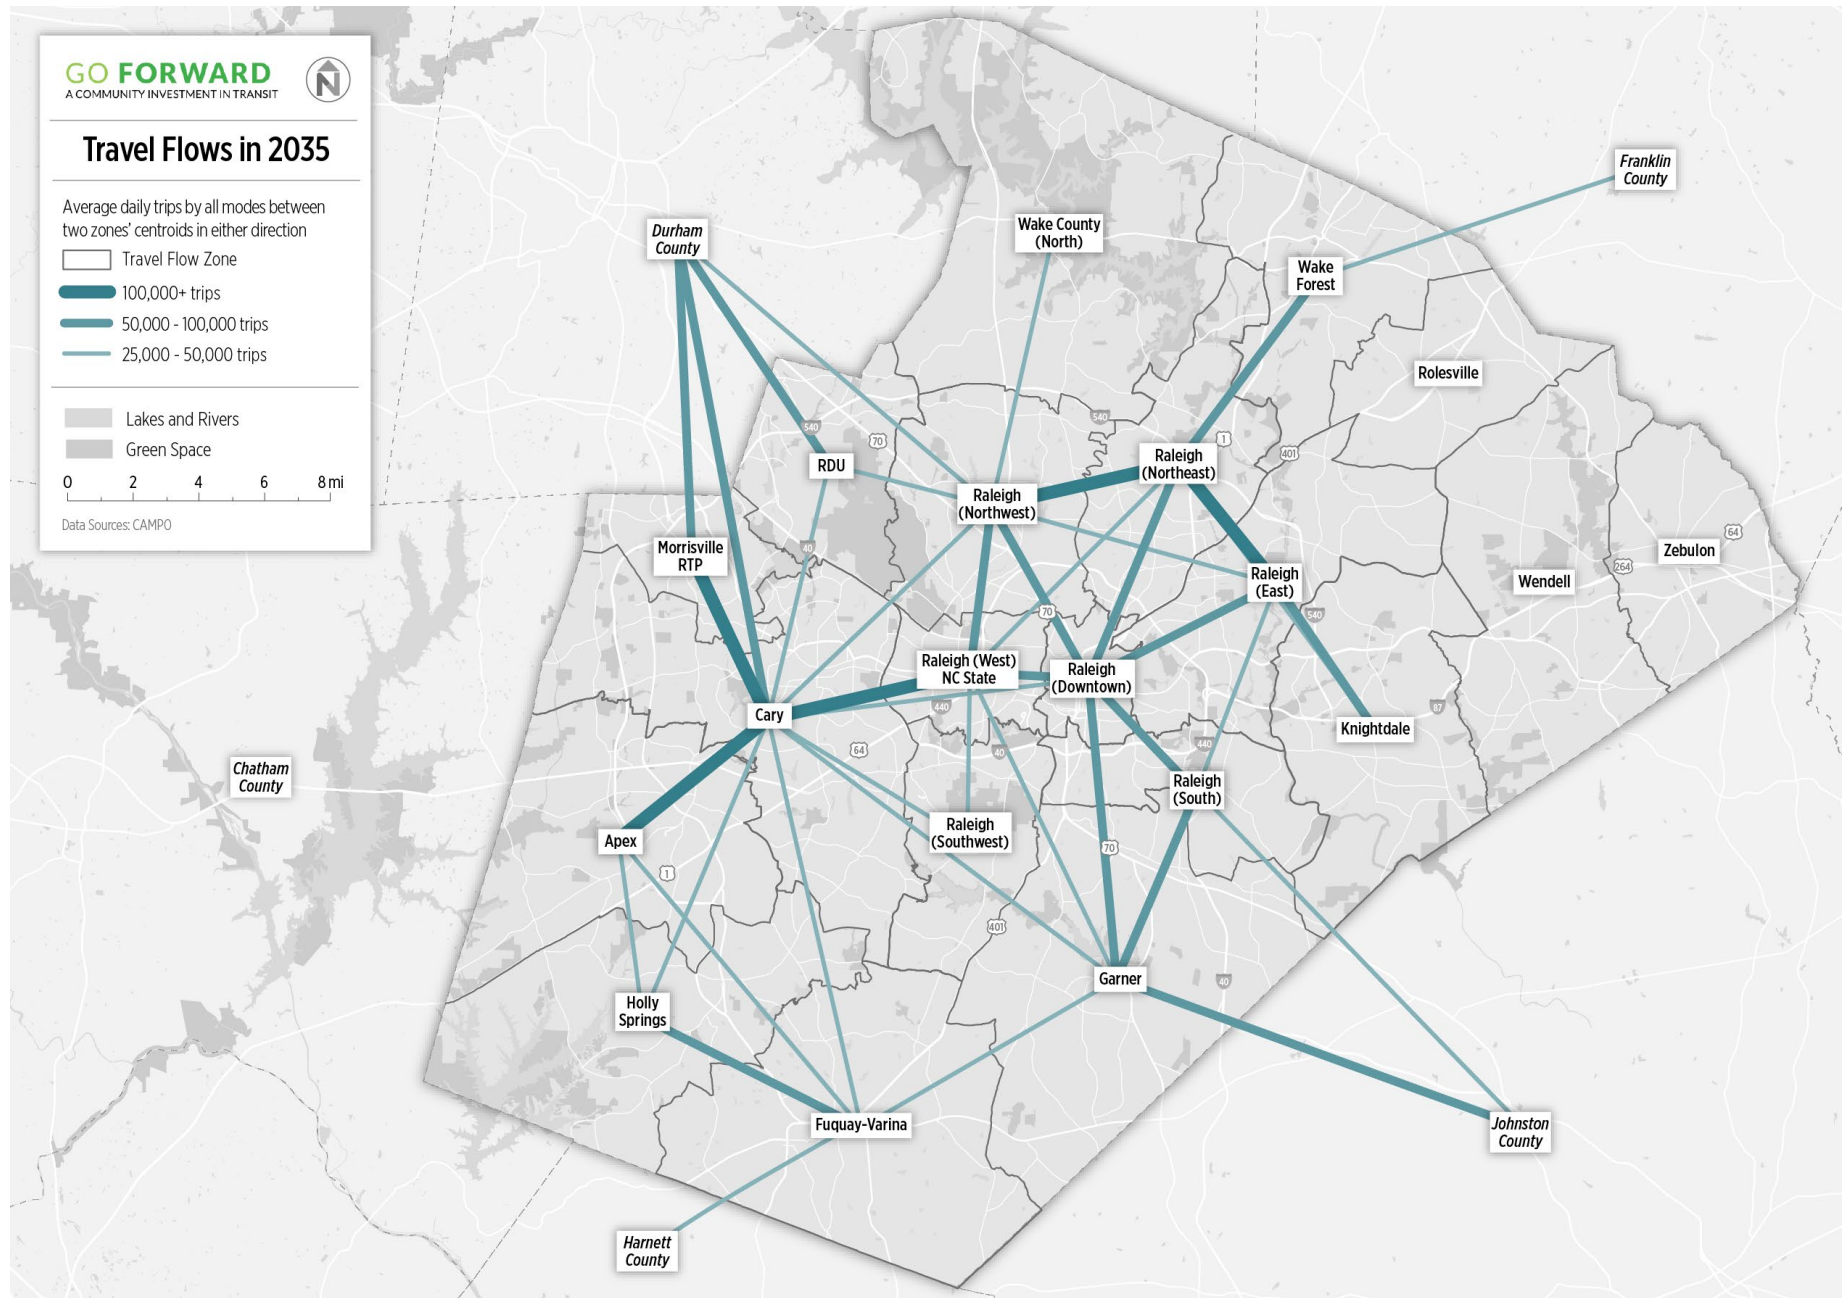 GO FORWARD
A COMMUNITY INVESTMENT IN TRANSIT
N
Travel Flows in 2035
Average daily trips by all modes between
two zones' centroids in either direction
Travel Flow Zone
100,000+ trips
50,000 - 100,000 trips
25,000 - 50,000 trips
Lakes and Rivers
Green Space
0 2 4 6 8 mi
Data Sources: CAMPO
Franklin
County
Durham
County
Wake County
(North)
Wake
Forest
Rolesville
540
540
70
1
401
RDU
Raleigh
(Northeast)
Raleigh
(Northwest)
64
Zebulon
264
Wendell
Morrisville
RTP
40
Raleigh
(East)
70
540
Raleigh (West)
NC State
Raleigh
(Downtown)
Cary
440
87
Knightdale
64
40
440
Chatham
County
Raleigh
(South)
Raleigh
(Southwest)
Apex
70
1
401
Garner
40
Holly
Springs
Fuquay-Varina
Johnston
County
Harnett
County